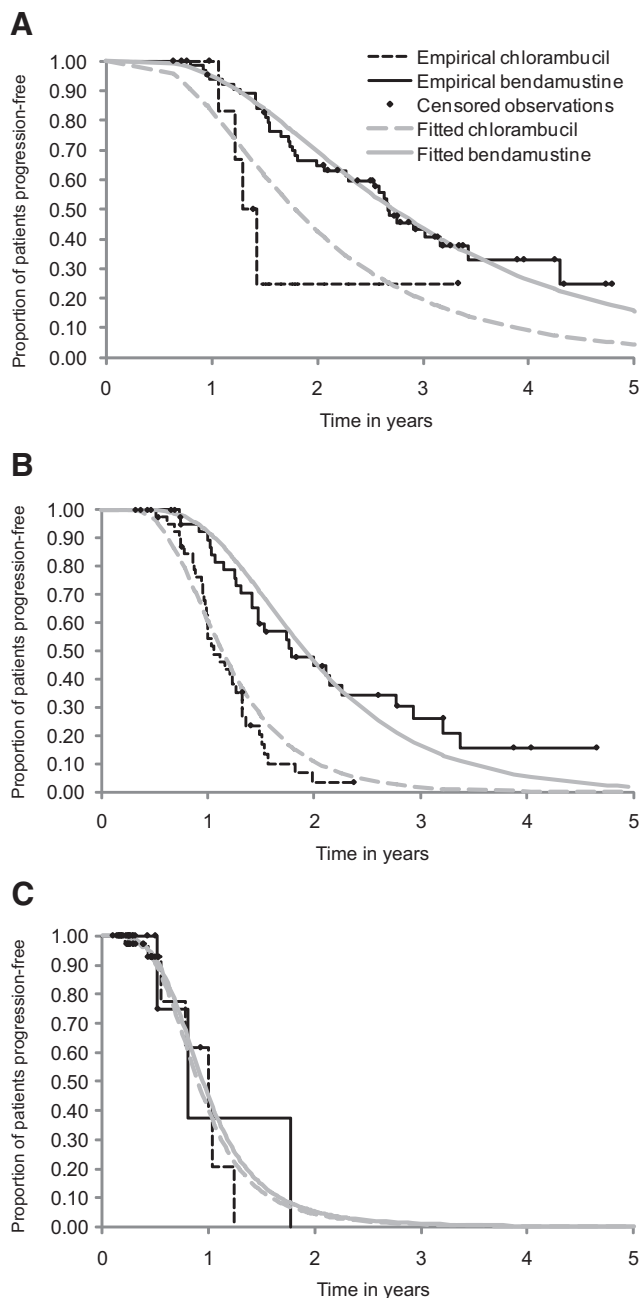 A
Proportion of patients progression-free
1.00
0.90
0.80
0.70
0.60
0.50
0.40
0.30
0.20
0.10
0.00
Empirical chlorambucil
Empirical bendamustine
Censored observations
Fitted chlorambucil
Fitted bendamustine
0 1 2 3 4 5
Time in years
B
Proportion of patients progression-free
1.00
0.90
0.80
0.70
0.60
0.50
0.40
0.30
0.20
0.10
0.00
0 1 2 3 4 5
Time in years
C
Proportion of patients progression-free
1.00
0.90
0.80
0.70
0.60
0.50
0.40
0.30
0.20
0.10
0.00
0 1 2 3 4 5
Time in years